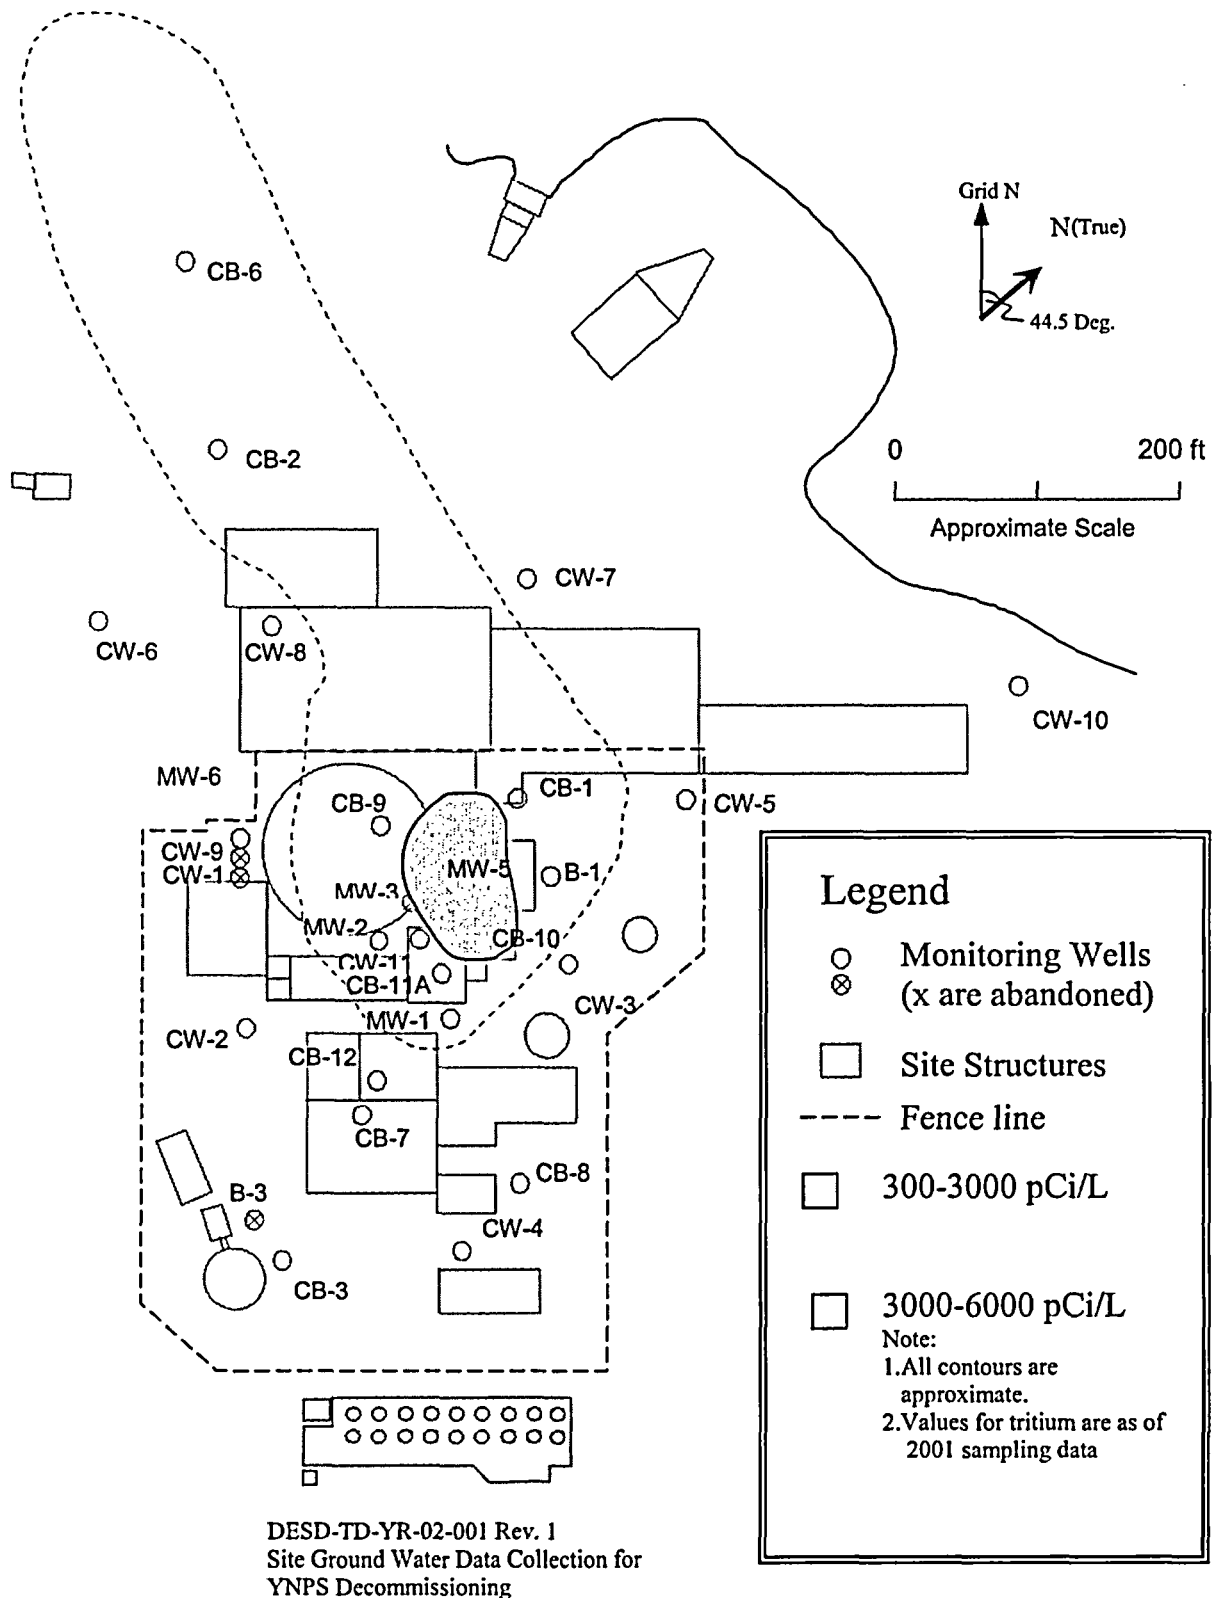 Grid N
N(True)
44.5 Deg.
CB-6
0
200 ft
CB-2
Approximate Scale
CW-7
CW-6
CW-8
CW-10
MW-6
CB-1
CW-5
CB-9
CW-9
CW-1
MW-5
B-1
MW-3
MW-2
CB-10
CW-11
CB-11A
CW-3
MW-1
CW-2
CB-12
CB-7
CB-8
B-3
CW-4
CB-3
Legend
Monitoring Wells
(x are abandoned)
Site Structures
Fence line
300-3000 pCi/L
3000-6000 pCi/L
Note:
1.All contours are
approximate.
2.Values for tritium are as of
2001 sampling data
DESD-TD-YR-02-001 Rev. 1
Site Ground Water Data Collection for
YNPS Decommissioning